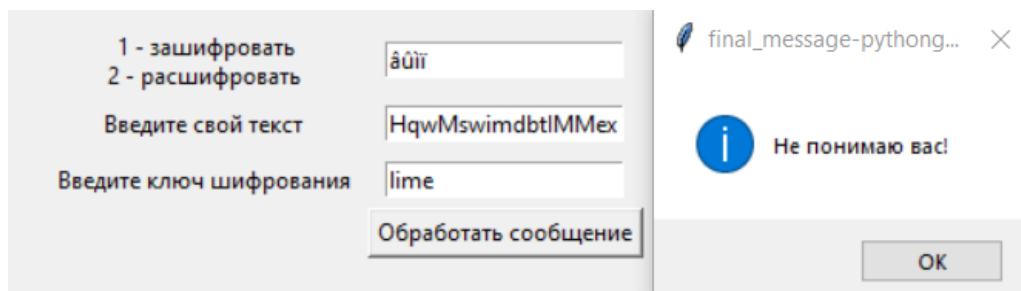 1 - зашифровать
2 - расшифровать
âûìï
Введите свой текст
HqwMswimdbtlMMex
Введите ключ шифрования
lime
Обработать сообщение
final_message-pythong...
Не понимаю вас!
OK